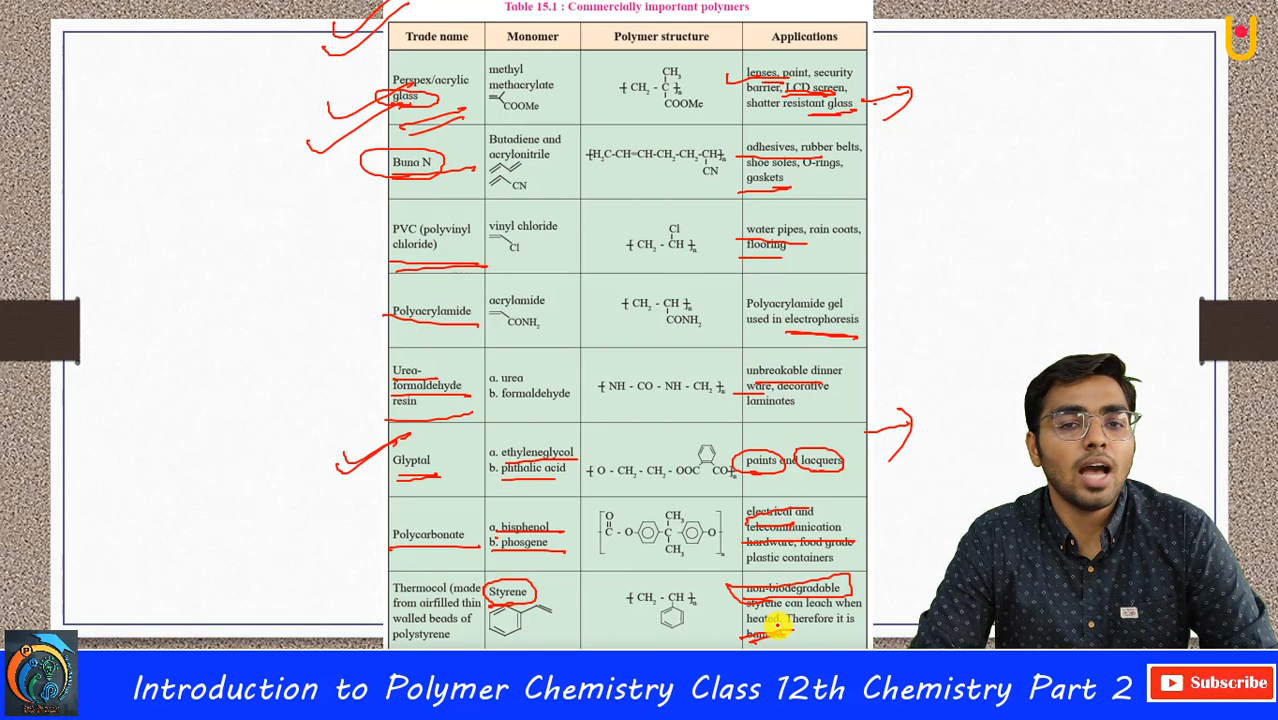 Table 15.1 : Commercially important polymers
Trade name Monomer Polymer structure Applications
Perspex/acrylic
glass
methyl
methacrylate
COOMe
CH₃
-[ CH₂ - C ]-ₙ
COOMe
lenses, paint, security
barrier, LCD screen,
shatter resistant glass
Buna N
Butadiene and
acrylonitrile
CN
-[H₂C-CH=CH-CH₂-CH₂-CH]-ₙ
CN
adhesives, rubber belts,
shoe soles, O-rings,
gaskets
PVC (polyvinyl
chloride)
vinyl chloride
Cl
Cl
-[ CH₂ - CH ]-ₙ
water pipes, rain coats,
flooring
Polyacrylamide
acrylamide
CONH₂
-[ CH₂ - CH ]-ₙ
CONH₂
Polyacrylamide gel
used in electrophoresis
Urea-
formaldehyde
resin
a. urea
b. formaldehyde
-[ NH - CO - NH - CH₂ ]-ₙ
unbreakable dinner
ware, decorative
laminates
Glyptal
a. ethyleneglycol
b. phthalic acid
-[ O - CH₂ - CH₂ - OOC CO]-ₙ
paints and lacquers
Polycarbonate
a. bisphenol
b. phosgene
O
C - O
CH₃
C
CH₃
O
n
electrical and
telecommunication
hardware, food grade
plastic containers
Thermocol (made
from airfilled thin
walled beads of
polystyrene
Styrene
-[ CH₂ - CH ]-ₙ
non-biodegradable
styrene can leach when
heated. Therefore it is
Introduction to Polymer Chemistry Class 12th Chemistry Part 2
Subscribe